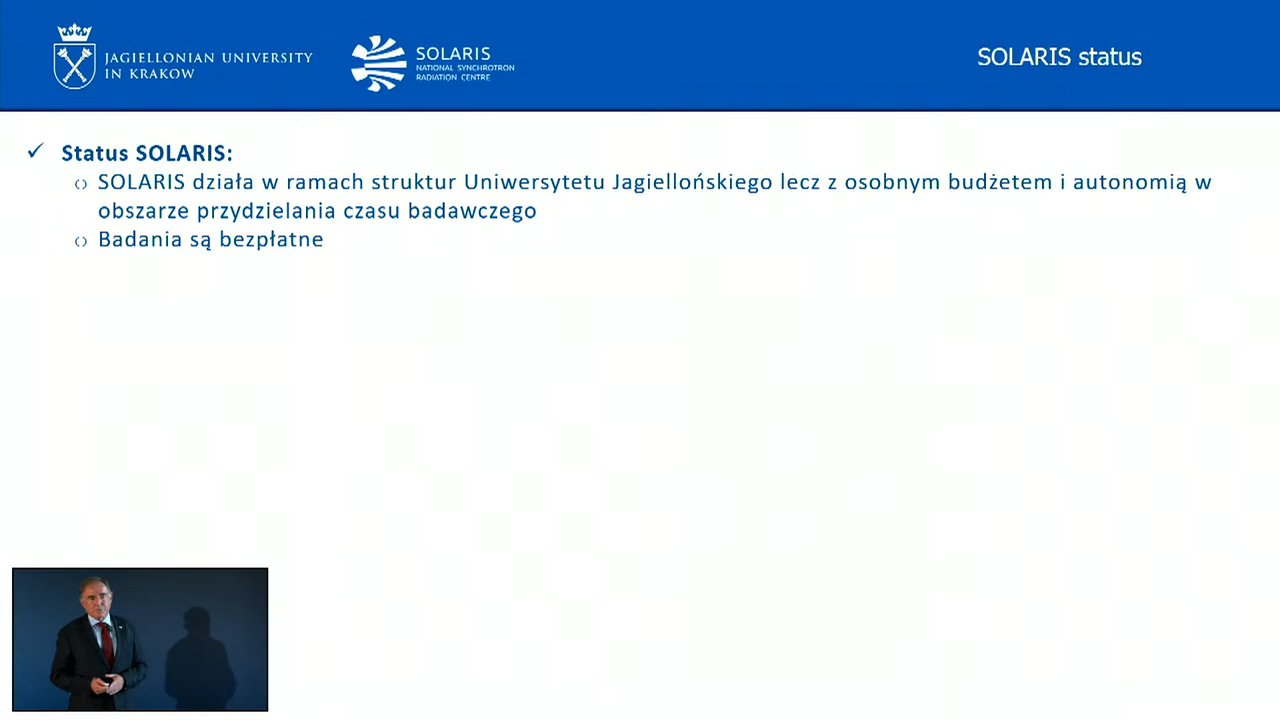 JAGIELLONIAN UNIVERSITY
IN KRAKOW
SOLARIS
NATIONAL SYNCHROTRON
RADIATION CENTRE
SOLARIS status
Status SOLARIS:
SOLARIS działa w ramach struktur Uniwersytetu Jagiellońskiego lecz z osobnym budżetem i autonomią w
obszarze przydzielania czasu badawczego
Badania są bezpłatne